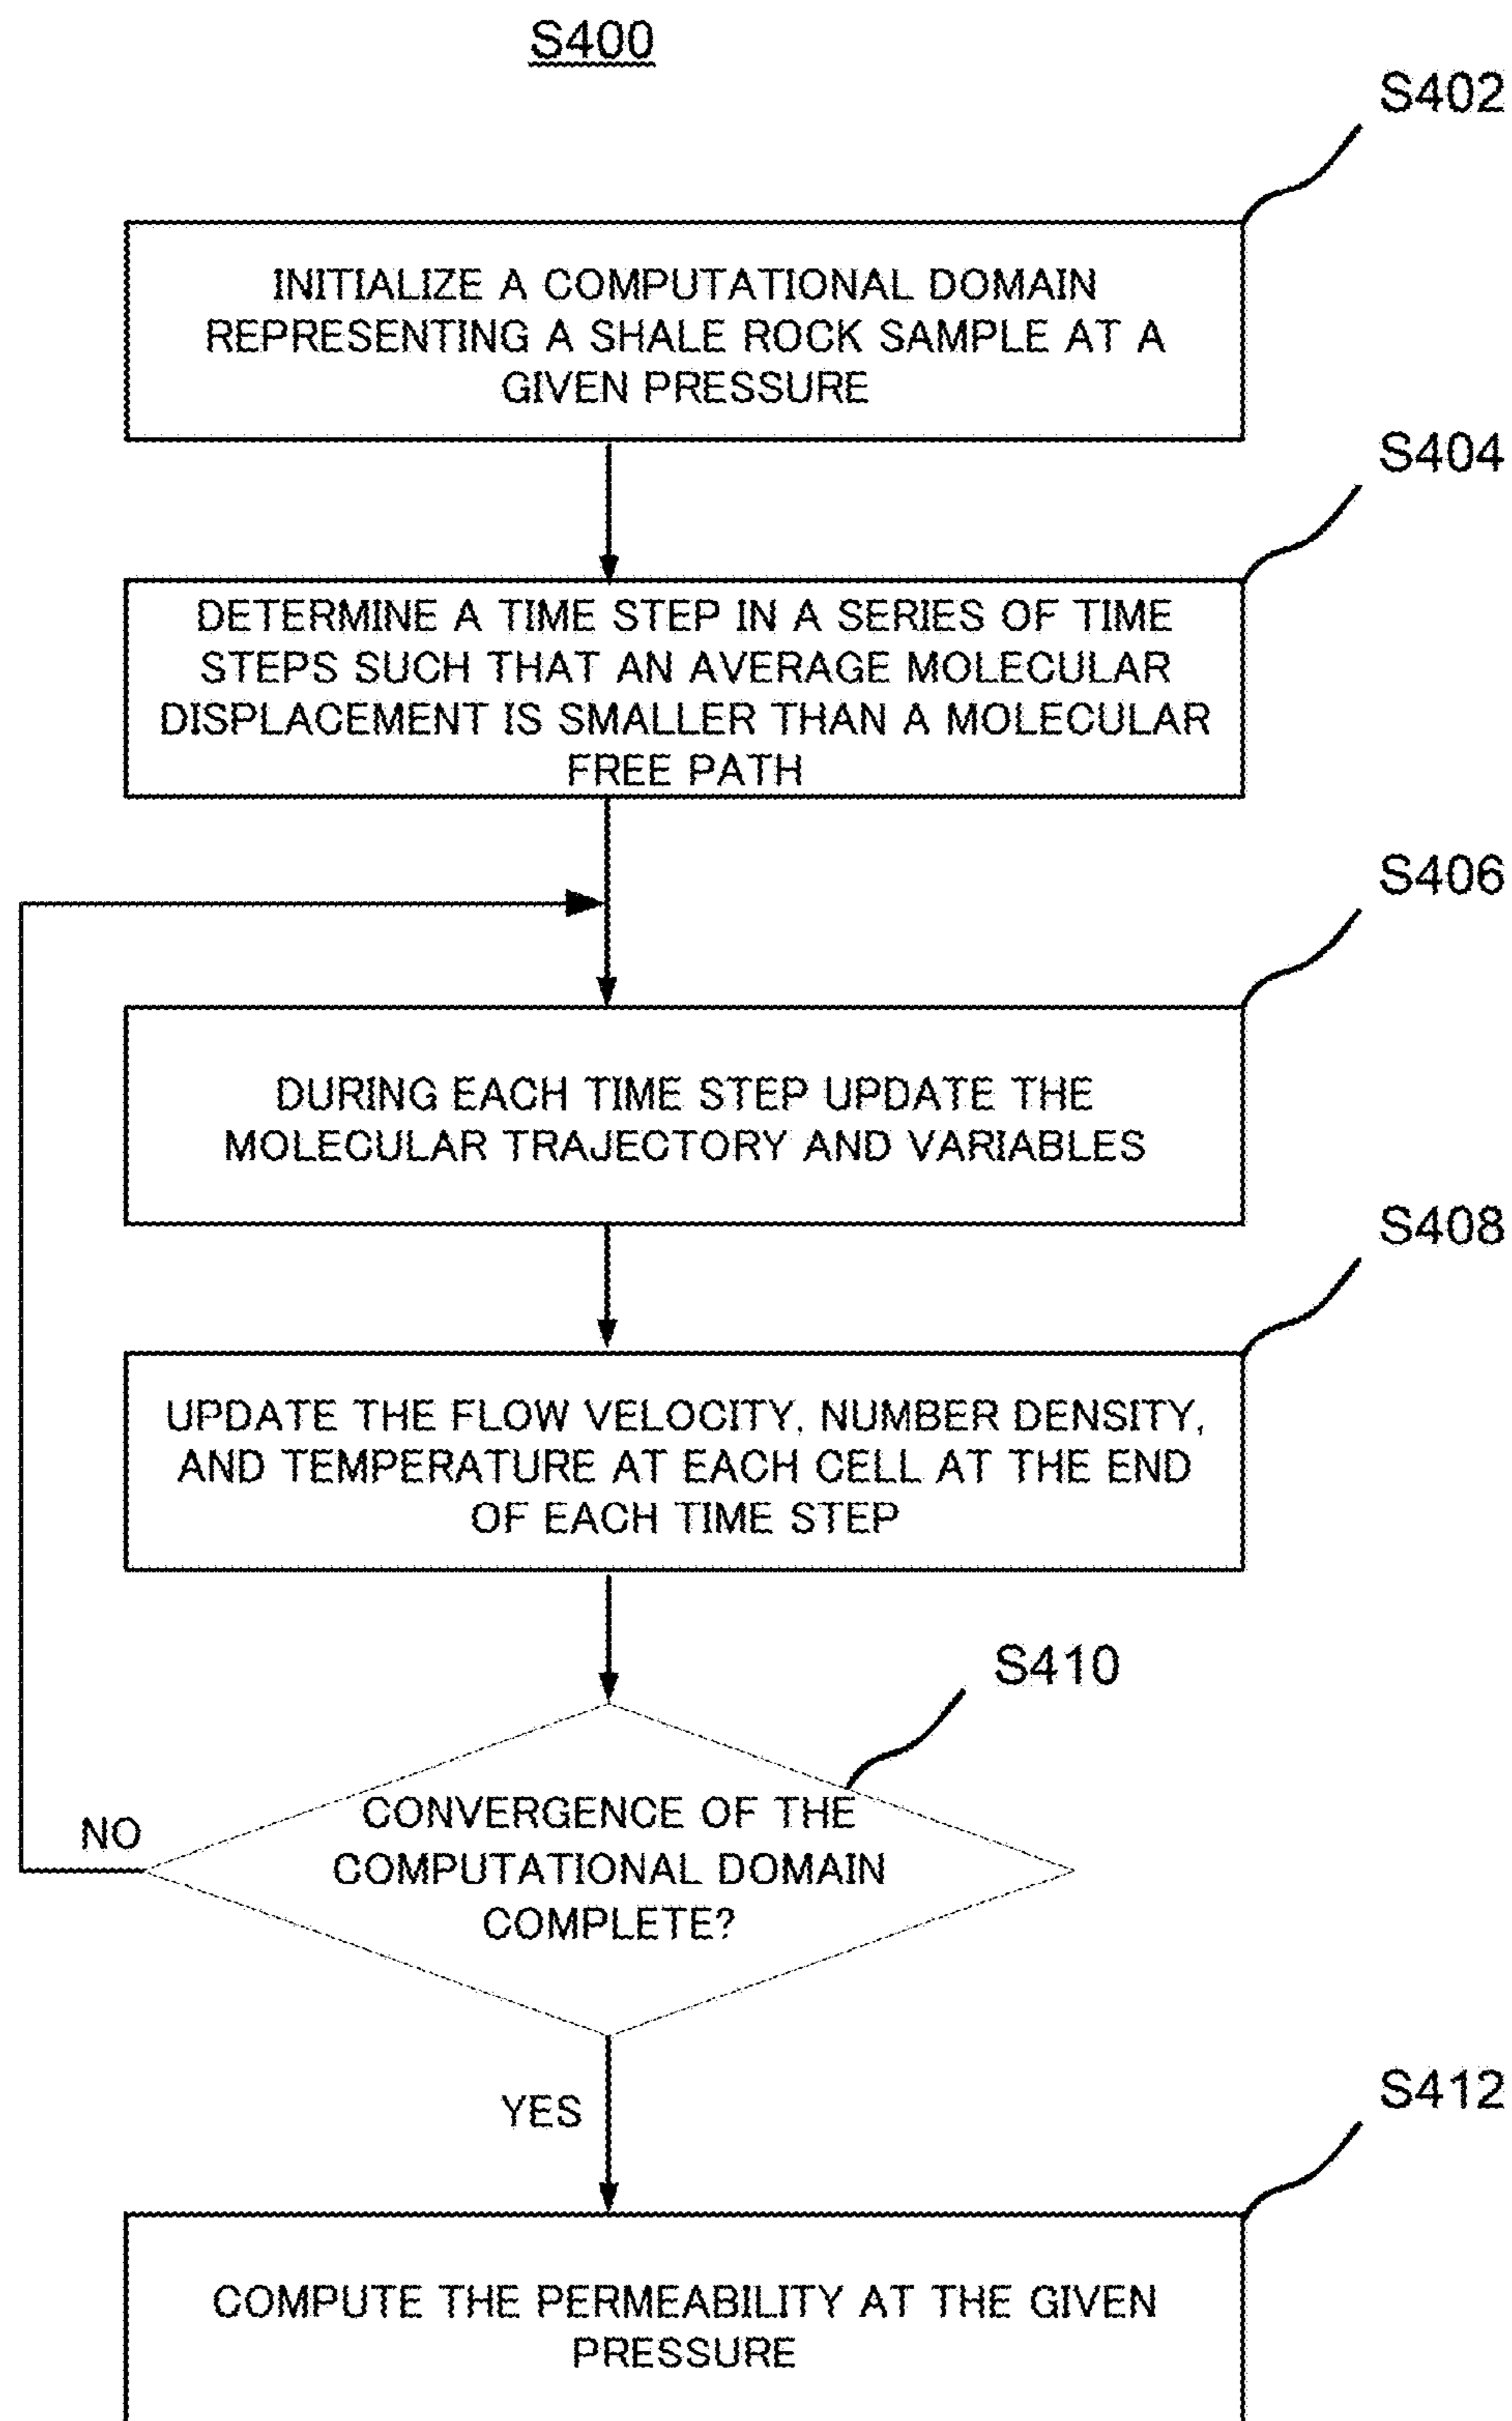 S400
S402
INITIALIZE A COMPUTATIONAL DOMAIN
REPRESENTING A SHALE ROCK SAMPLE AT A
GIVEN PRESSURE
S404
DETERMINE A TIME STEP IN A SERIES OF TIME
STEPS SUCH THAT AN AVERAGE MOLECULAR
DISPLACEMENT IS SMALLER THAN A MOLECULAR
FREE PATH
S406
DURING EACH TIME STEP UPDATE THE
MOLECULAR TRAJECTORY AND VARIABLES
S408
UPDATE THE FLOW VELOCITY, NUMBER DENSITY,
AND TEMPERATURE AT EACH CELL AT THE END
OF EACH TIME STEP
S410
CONVERGENCE OF THE
COMPUTATIONAL DOMAIN
COMPLETE?
NO
YES
S412
COMPUTE THE PERMEABILITY AT THE GIVEN
PRESSURE